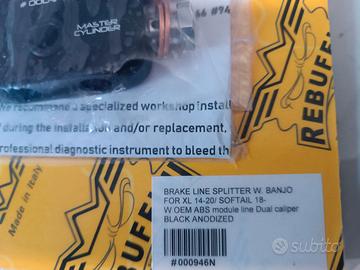 MASTER
CYLINDER
We recommend a specialized workshop install
during the installation and/or replacement,
professional diagnostic instrument to bleed th
REBUFF
Made in Italy
BRAKE LINE SPLITTER W. BANJO
FOR XL 14-20/ SOFTAIL 18-
W OEM ABS module line Dual caliper
BLACK ANODIZED
#000946N
subito